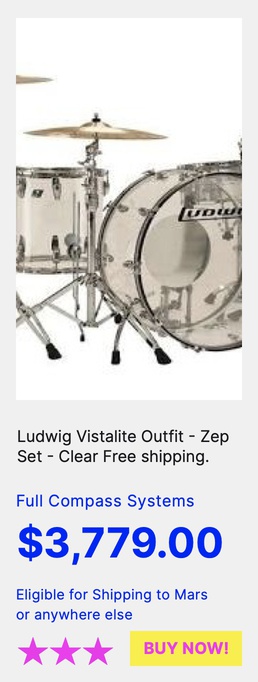 LUDWI
Ludwig Vistalite Outfit - Zep
Set - Clear Free shipping.
Full Compass Systems
$3,779.00
Eligible for Shipping to Mars
or anywhere else
BUY NOW!